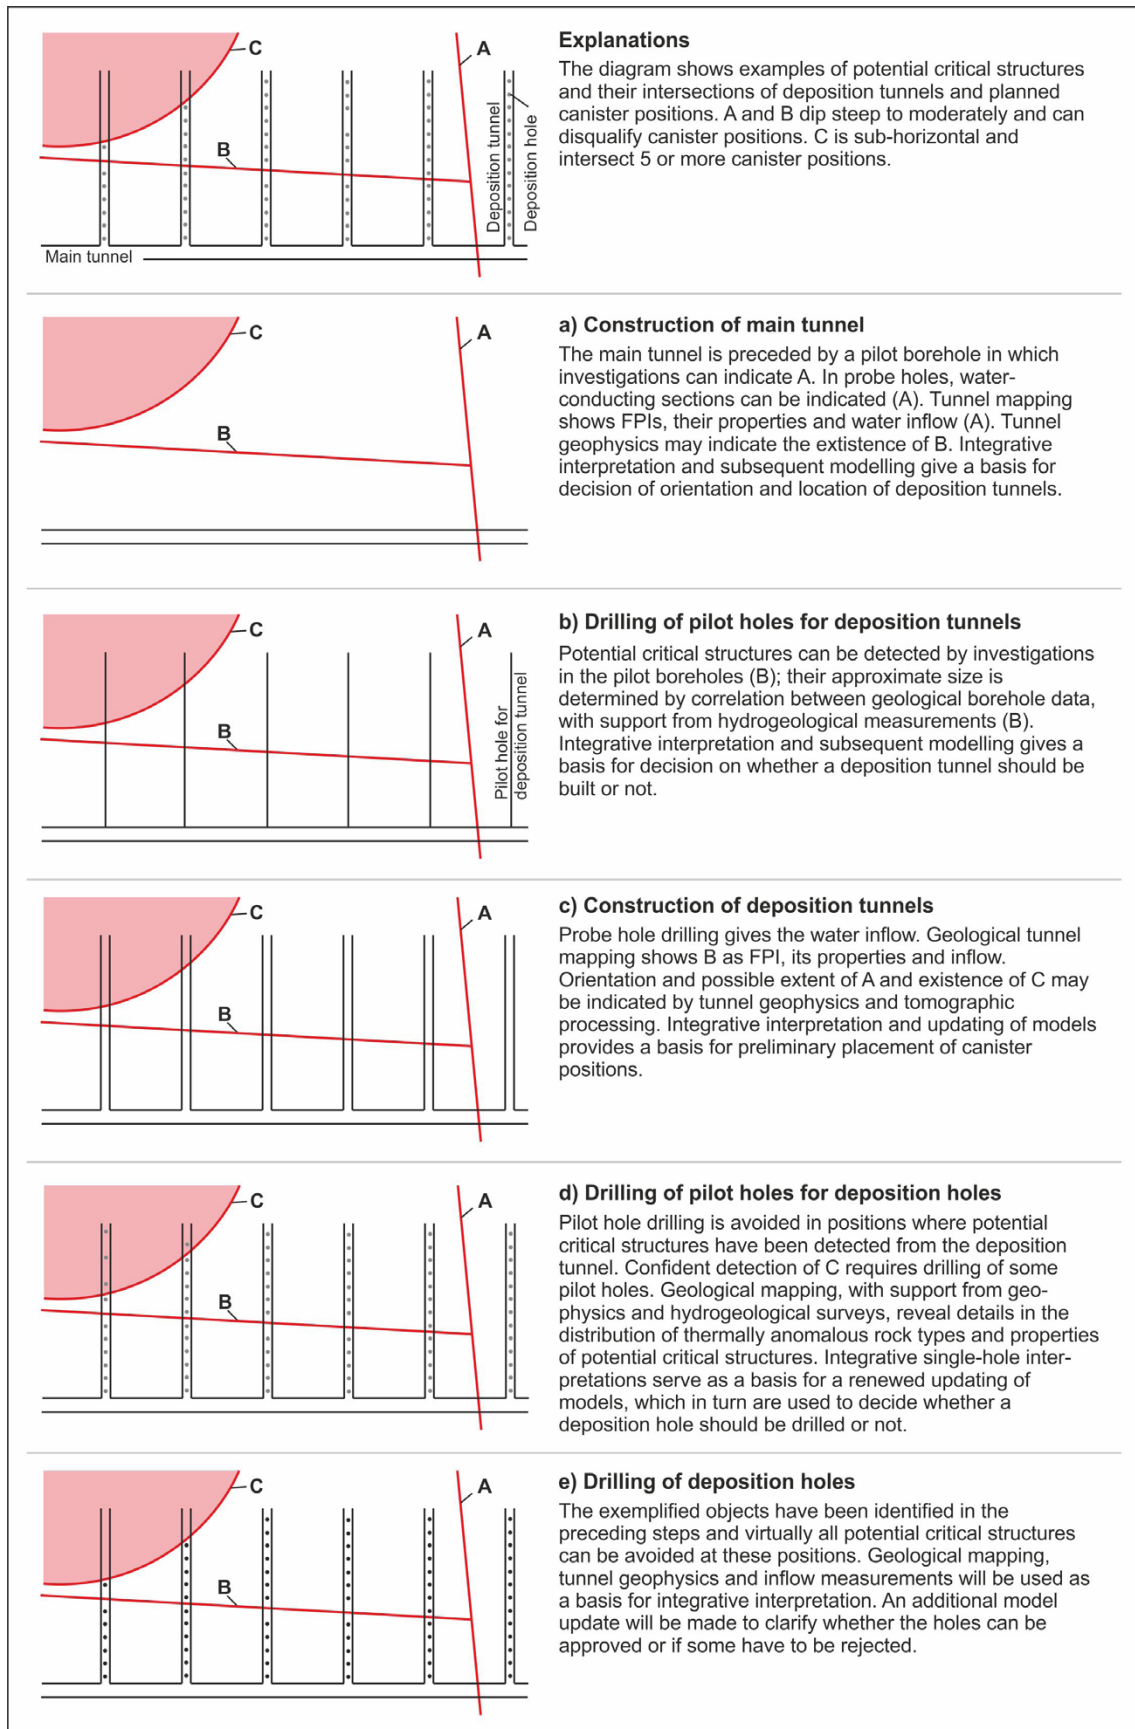 Explanations
The diagram shows examples of potential critical structures
and their intersections of deposition tunnels and planned
canister positions. A and B dip steep to moderately and can
disqualify canister positions. C is sub-horizontal and
intersect 5 or more canister positions.
C
A
B
Deposition tunnel
Deposition hole
Main tunnel
a) Construction of main tunnel
The main tunnel is preceded by a pilot borehole in which
investigations can indicate A. In probe holes, water-
conducting sections can be indicated (A). Tunnel mapping
shows FPIs, their properties and water inflow (A). Tunnel
geophysics may indicate the extistence of B. Integrative
interpretation and subsequent modelling give a basis for
decision of orientation and location of deposition tunnels.
C
A
B
b) Drilling of pilot holes for deposition tunnels
Potential critical structures can be detected by investigations
in the pilot boreholes (B); their approximate size is
determined by correlation between geological borehole data,
with support from hydrogeological measurements (B).
Integrative interpretation and subsequent modelling gives a
basis for decision on whether a deposition tunnel should be
built or not.
C
A
B
Pilot hole for
deposition tunnel
c) Construction of deposition tunnels
Probe hole drilling gives the water inflow. Geological tunnel
mapping shows B as FPI, its properties and inflow.
Orientation and possible extent of A and existence of C may
be indicated by tunnel geophysics and tomographic
processing. Integrative interpretation and updating of models
provides a basis for preliminary placement of canister
positions.
C
A
B
d) Drilling of pilot holes for deposition holes
Pilot hole drilling is avoided in positions where potential
critical structures have been detected from the deposition
tunnel. Confident detection of C requires drilling of some
pilot holes. Geological mapping, with support from geo-
physics and hydrogeological surveys, reveal details in the
distribution of thermally anomalous rock types and properties
of potential critical structures. Integrative single-hole inter-
pretations serve as a basis for a renewed updating of
models, which in turn are used to decide whether a
deposition hole should be drilled or not.
C
A
B
e) Drilling of deposition holes
The exemplified objects have been identified in the
preceding steps and virtually all potential critical structures
can be avoided at these positions. Geological mapping,
tunnel geophysics and inflow measurements will be used as
a basis for integrative interpretation. An additional model
update will be made to clarify whether the holes can be
approved or if some have to be rejected.
C
A
B